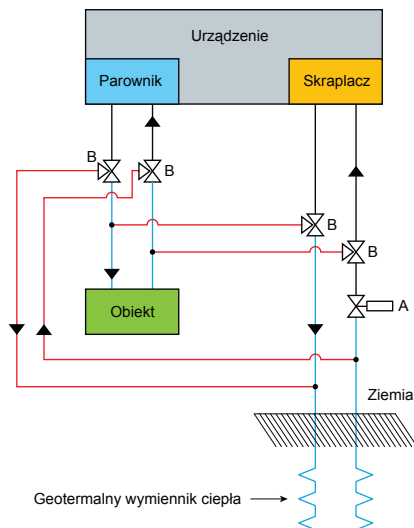 Urządzenie
Parownik
Skraplacz
B
B
B
B
A
Obiekt
Ziemia
Geotermalny wymiennik ciepła